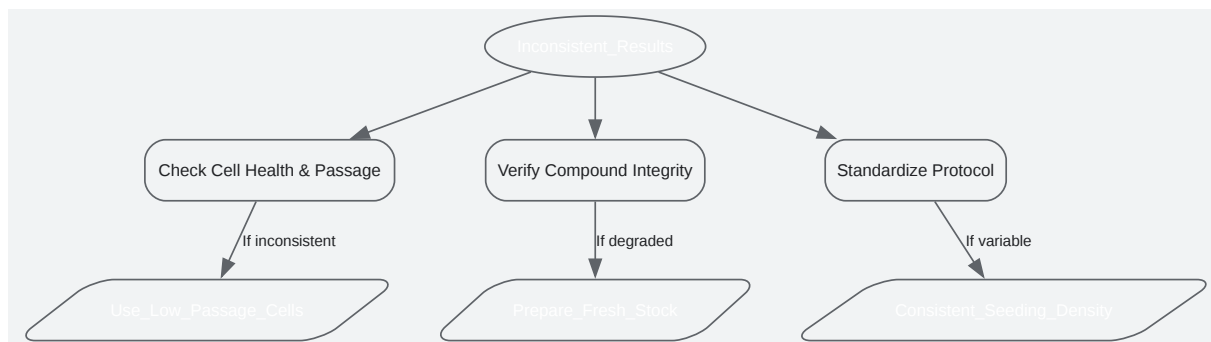 Inconsistent_Results
Check Cell Health & Passage
Verify Compound Integrity
Standardize Protocol
If inconsistent
If degraded
If variable
Use_Low_Passage_Cells
Prepare_Fresh_Stock
Consistent_Seeding_Density